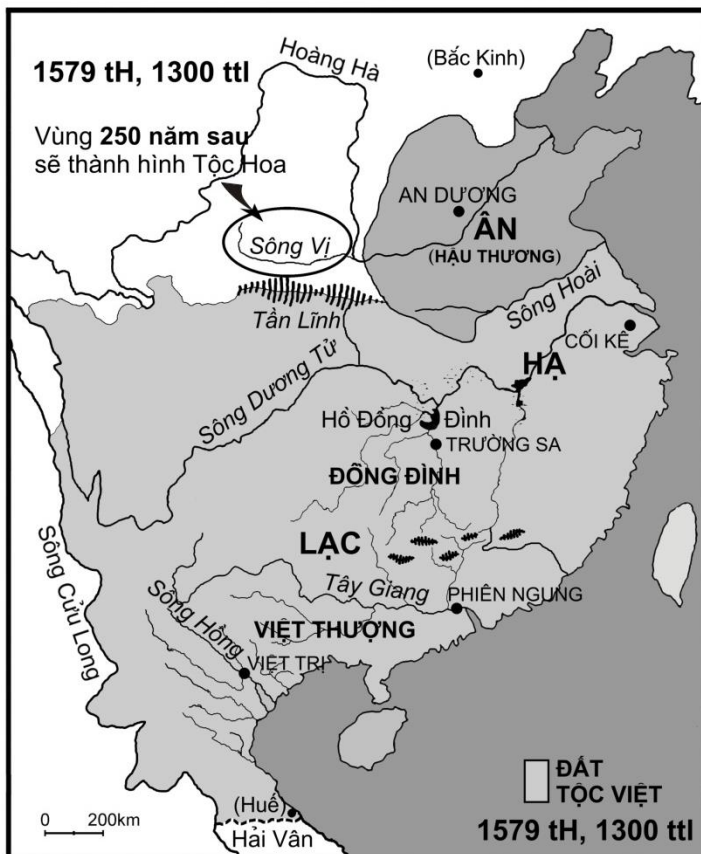 Hoàng Hà
(Bắc Kinh)
1579 tH, 1300 ttl
Vùng 250 năm sau
sẽ thành hình Tộc Hoa
AN DƯƠNG
ÂN
(HẬU THƯƠNG)
Sông Vị
Tần Lĩnh
Sông Hoài
CỐI KÊ
HẠ
Sông Dương Tử
Hồ Động Đình
TRƯỜNG SA
ĐỘNG ĐÌNH
LẠC
Sông Cửu Long
Tây Giang
PHIÊN NGUNG
Sông Hồng
VIỆT THƯỢNG
VIỆT TRÌ
ĐẤT
TỘC VIỆT
(Huế)
0 200km
Hải Vân
1579 tH, 1300 ttl